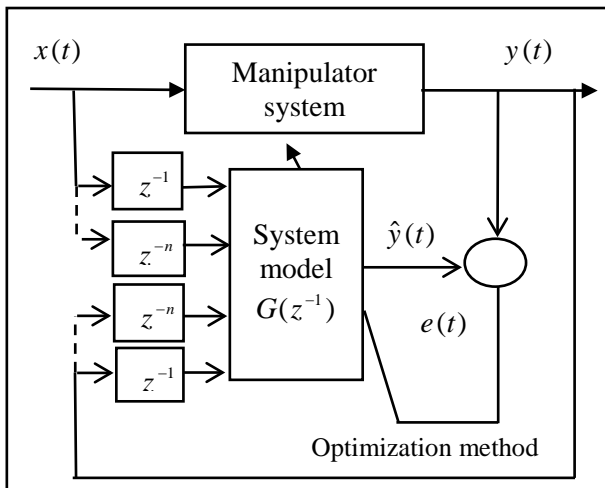 x(t)
y(t)
Manipulator
system
z⁻¹
z⁻ⁿ
z⁻ⁿ
z⁻¹
System
model
G(z⁻¹)
ŷ(t)
e(t)
Optimization method